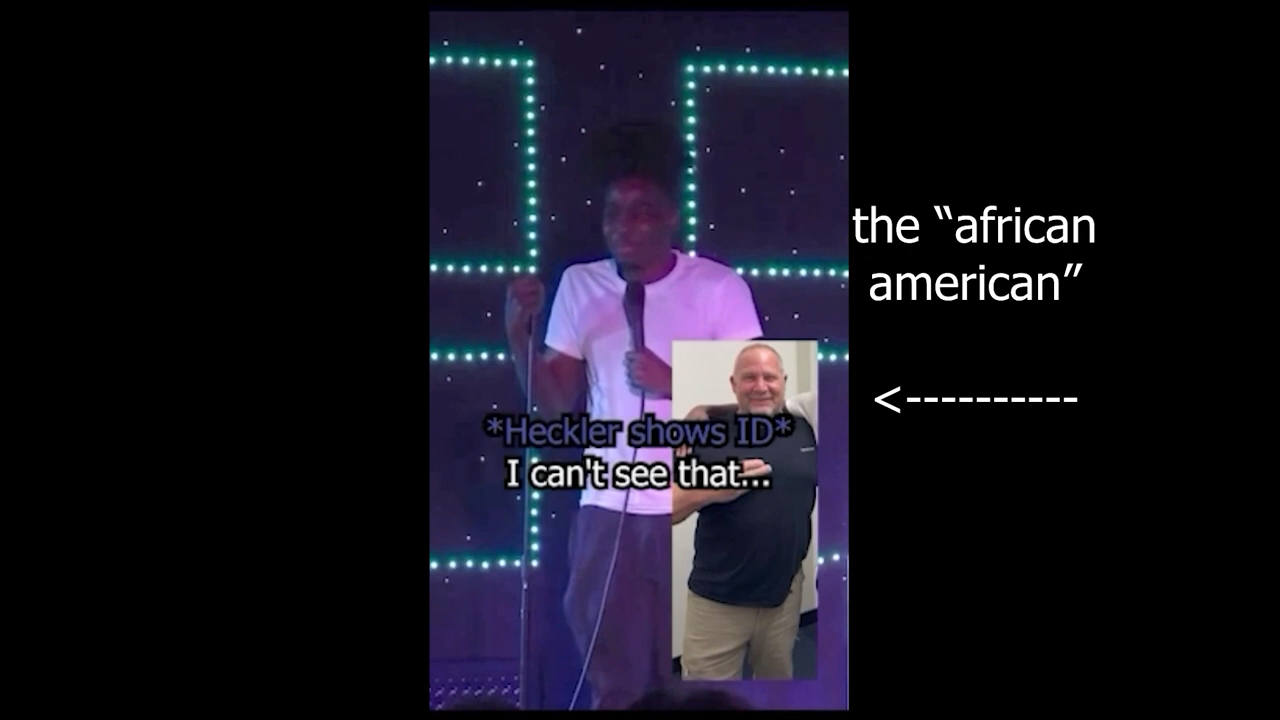 the “african
american”
<----------
*Heckler shows ID*
I can't see that...